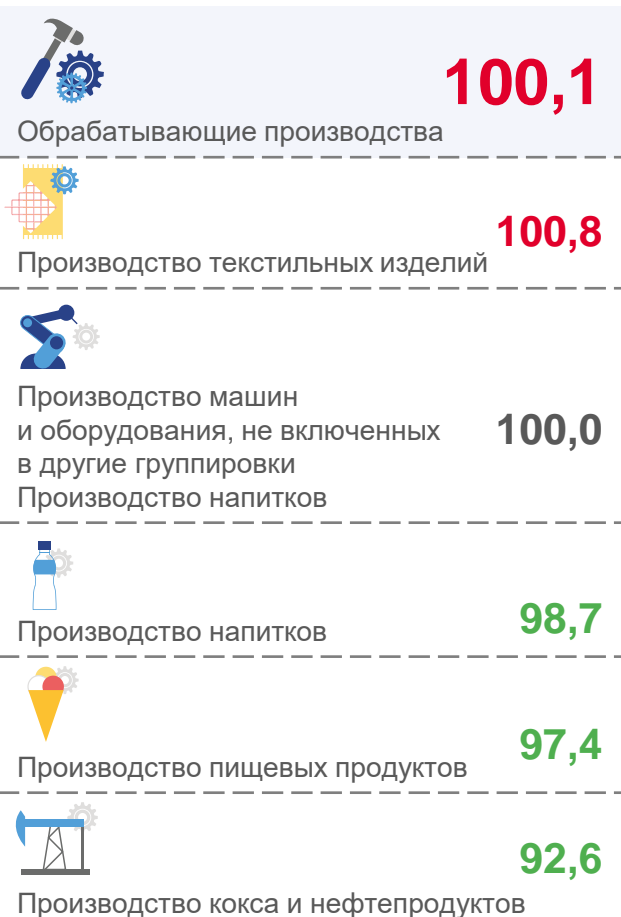 100,1
Обрабатывающие производства
100,8
Производство текстильных изделий
Производство машин
и оборудования, не включенных
в другие группировки
Производство напитков
100,0
98,7
Производство напитков
97,4
Производство пищевых продуктов
92,6
Производство кокса и нефтепродуктов